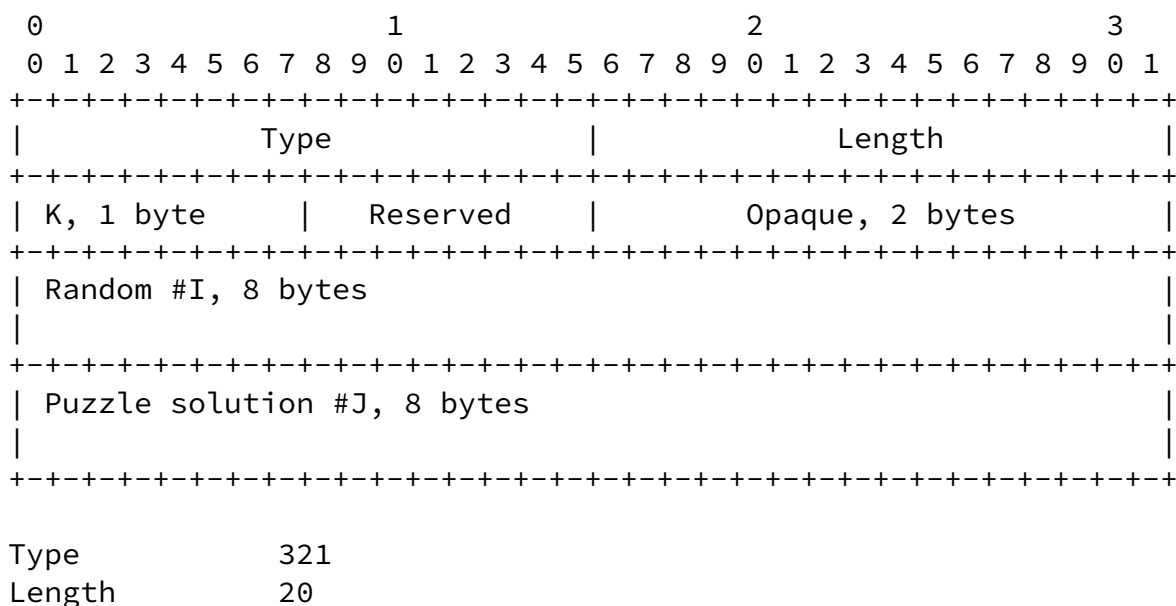 0                   1                   2                   3
 0 1 2 3 4 5 6 7 8 9 0 1 2 3 4 5 6 7 8 9 0 1 2 3 4 5 6 7 8 9 0 1
+-+-+-+-+-+-+-+-+-+-+-+-+-+-+-+-+-+-+-+-+-+-+-+-+-+-+-+-+-+-+-+-+
|             Type              |             Length            |
+-+-+-+-+-+-+-+-+-+-+-+-+-+-+-+-+-+-+-+-+-+-+-+-+-+-+-+-+-+-+-+-+
| K, 1 byte     |   Reserved    |        Opaque, 2 bytes        |
+-+-+-+-+-+-+-+-+-+-+-+-+-+-+-+-+-+-+-+-+-+-+-+-+-+-+-+-+-+-+-+-+
| Random #I, 8 bytes                                            |
|                                                               |
+-+-+-+-+-+-+-+-+-+-+-+-+-+-+-+-+-+-+-+-+-+-+-+-+-+-+-+-+-+-+-+-+
| Puzzle solution #J, 8 bytes                                   |
|                                                               |
+-+-+-+-+-+-+-+-+-+-+-+-+-+-+-+-+-+-+-+-+-+-+-+-+-+-+-+-+-+-+-+-+
Type           321
Length         20